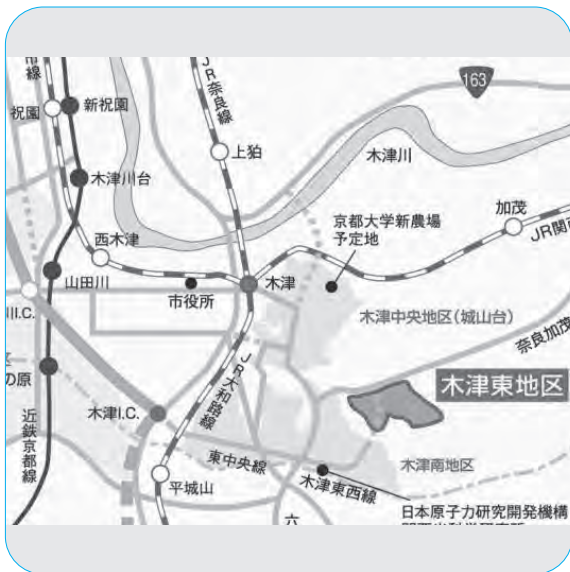 163
JR奈良線
祝園
新祝園
上狛
木津川
木津川台
京都大学新農場
予定地
加茂
西木津
JR関西
山田川
市役所
木津
I.C.
木津中央地区(城山台)
奈良加茂
の原
JR大和路線
木津東地区
木津I.C.
近鉄京都線
東中央線
木津南地区
平城山
木津東西線
日本原子力研究開発機構
六